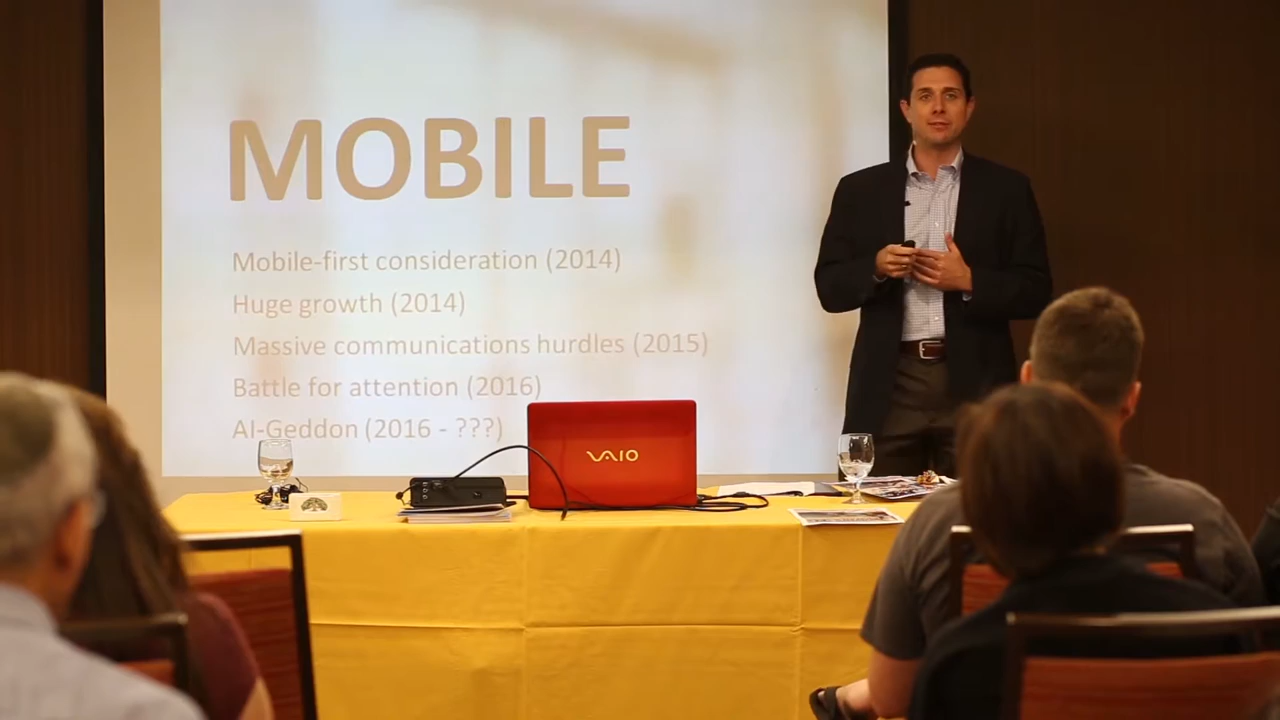 MOBILE
Mobile-first consideration (2014)
Huge growth (2014)
Massive communications hurdles (2015)
Battle for attention (2016)
AI-Geddon (2016 - ???)
VAIO